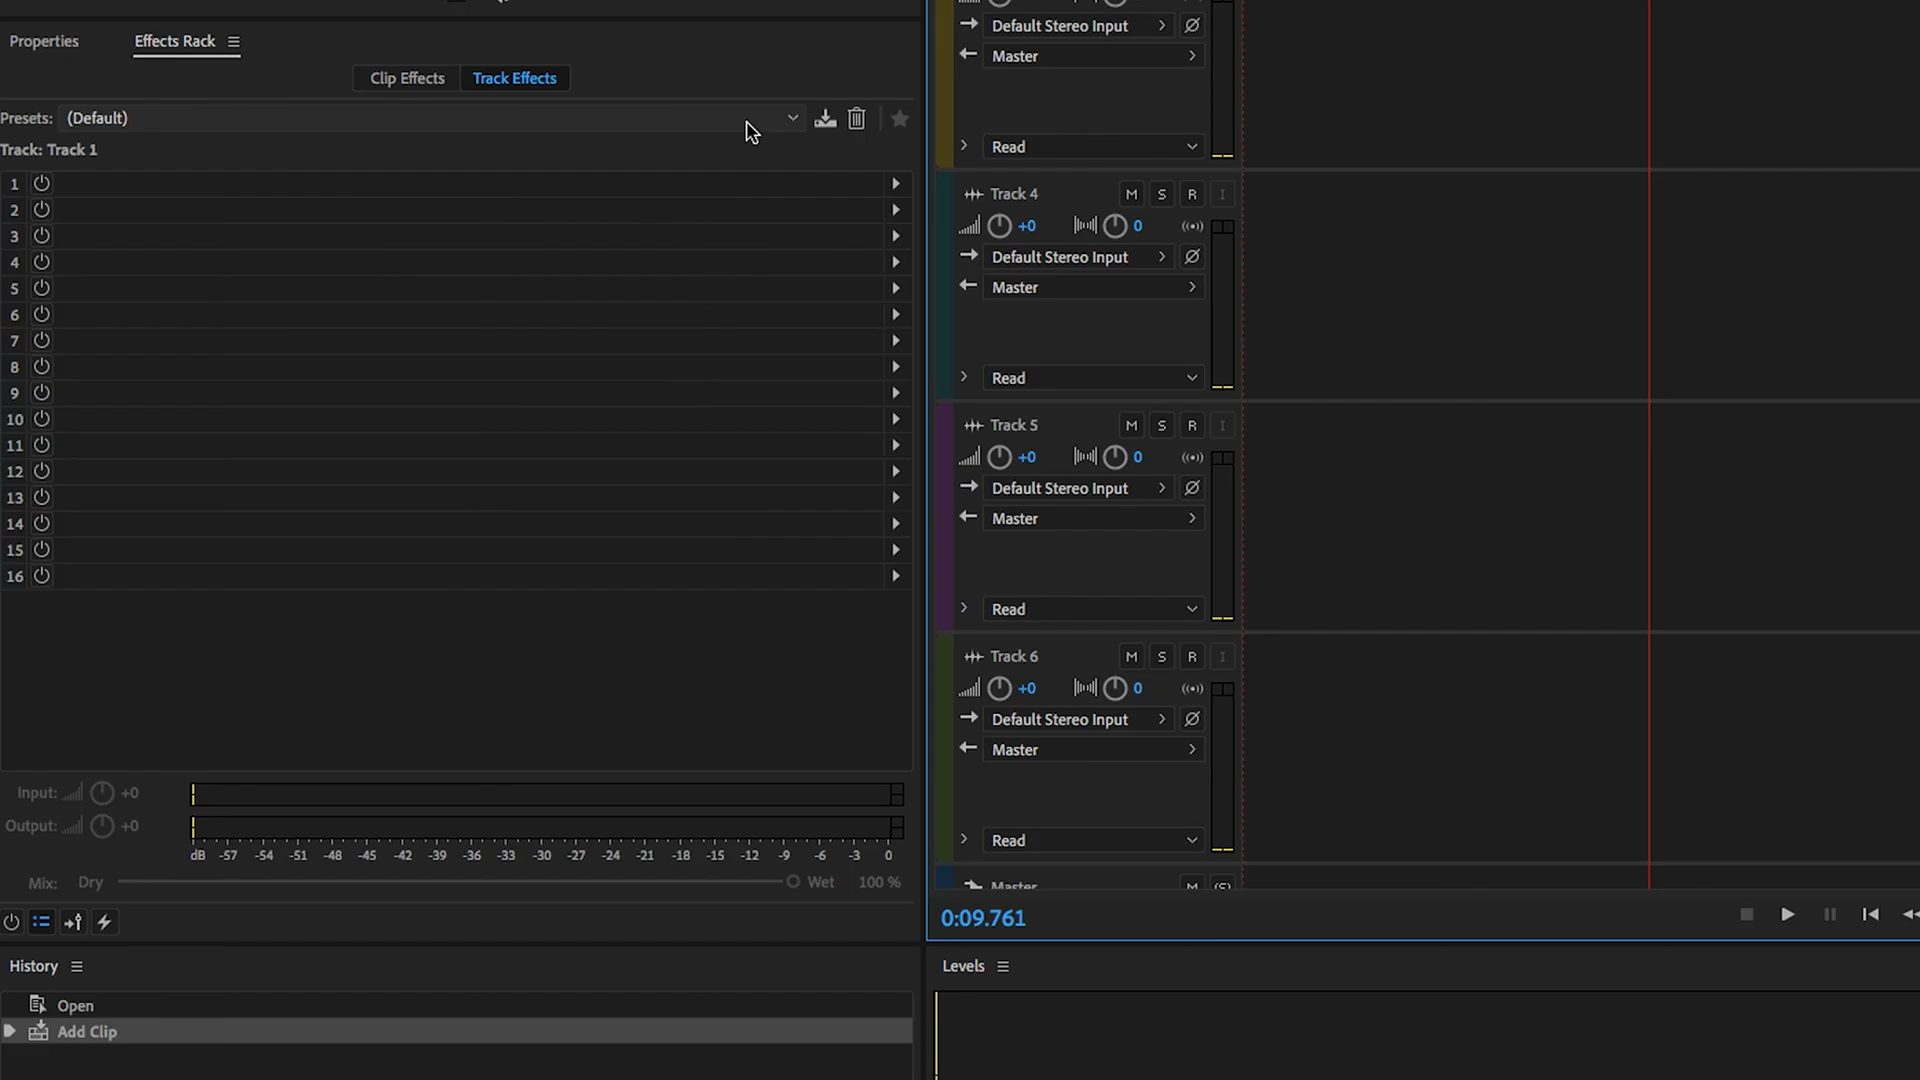 Properties
Effects Rack
Clip Effects
Track Effects
Presets: (Default)
Track: Track 1
1
2
3
4
5
6
7
8
9
10
11
12
13
14
15
16
Input: +0
Output: +0
dB -57 -54 -51 -48 -45 -42 -39 -36 -33 -30 -27 -24 -21 -18 -15 -12 -9 -6 -3 0
Mix: Dry Wet 100 %
History
Open
Add Clip
Default Stereo Input
Master
Read
Track 4 M S R I
+0 0
Default Stereo Input
Master
Read
Track 5 M S R I
+0 0
Default Stereo Input
Master
Read
Track 6 M S R I
+0 0
Default Stereo Input
Master
Read
Master M (S)
0:09.761
Levels